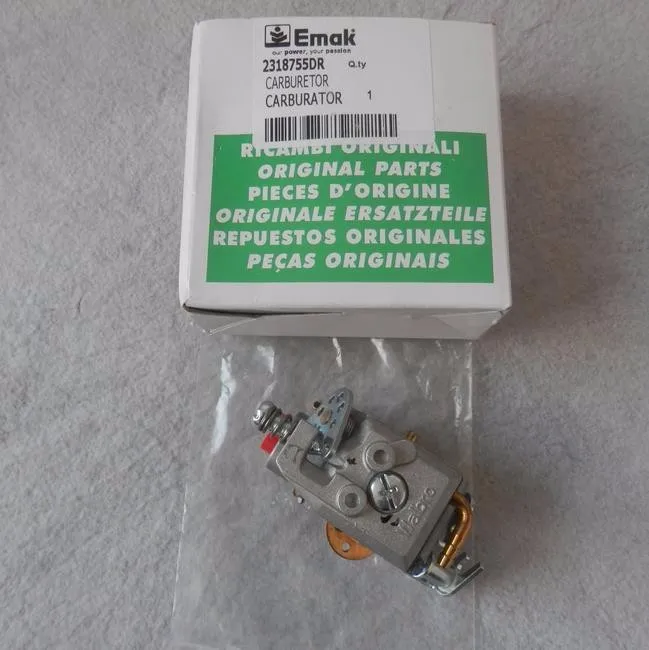 Emak
our power, your passion
2318755DR Q.ty
CARBURETOR
CARBURATOR 1
RICAMBI ORIGINALI
ORIGINAL PARTS
PIECES D'ORIGINE
ORIGINALE ERSATZTEILE
REPUESTOS ORIGINALES
PEÇAS ORIGINAIS
Walbro